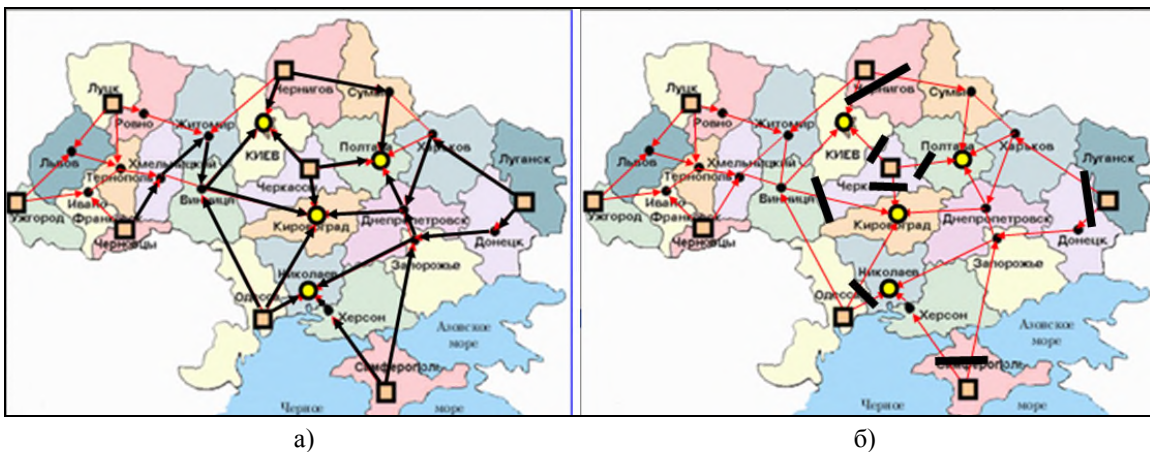 Луцк
Ровно
Житомир
Чернигов
Сумы
КИЕВ
Полтава
Харьков
Луганск
Львов
Тернополь
Хмельницкий
Черкассы
Винница
Ужгород
Ивано
Франковск
Черновцы
Кировоград
Днепропетровск
Донецк
Запорожье
Николаев
Одесса
Херсон
Азовское
море
Симферополь
Черное
море
Луцк
Ровно
Житомир
Чернигов
Сумы
КИЕВ
Полтава
Харьков
Луганск
Львов
Тернополь
Хмельницкий
Винница
Ужгород
Ивано
Черновцы
Кировоград
Днепропетровск
Донецк
Запорожье
Николаев
Одесса
Херсон
Азовское
море
Черное
море
а)
б)